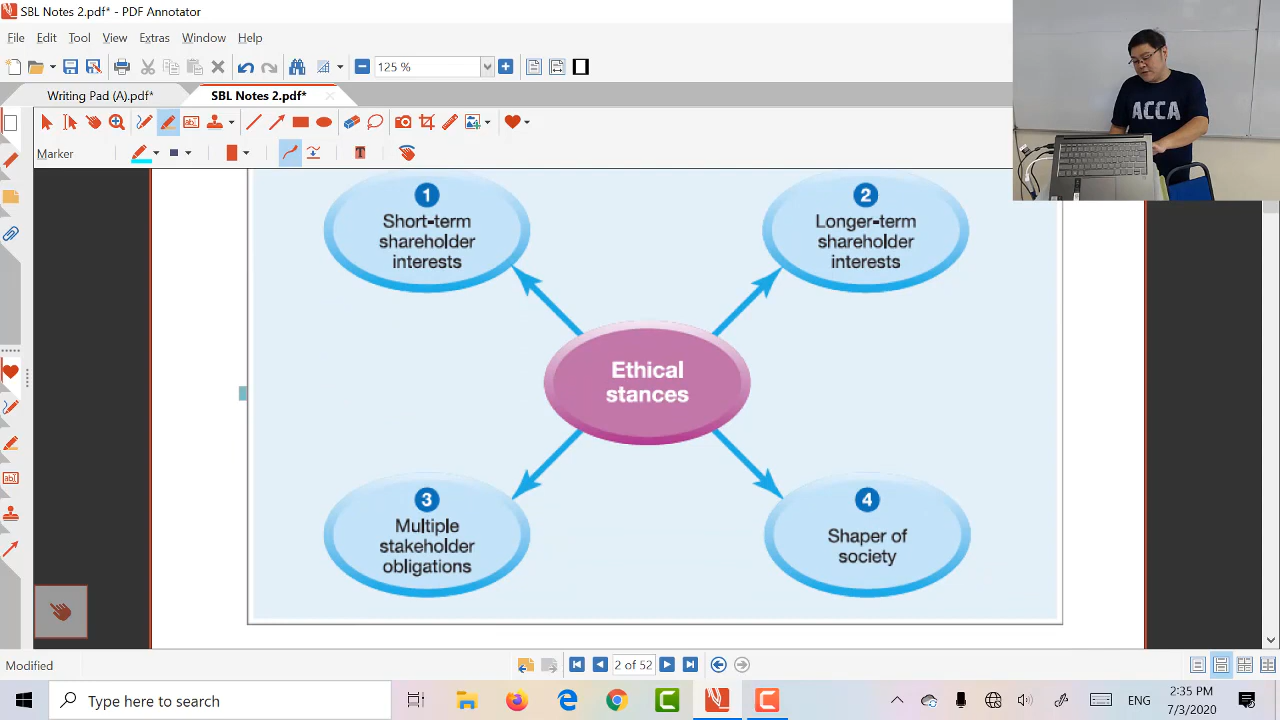 SBL Notes 2.pdf* - PDF Annotator
File Edit Tool View Extras Window Help
125 %
Writing Pad (A).pdf* SBL Notes 2.pdf*
Marker
ACCA
1
Short-term
shareholder
interests
2
Longer-term
shareholder
interests
Ethical
stances
3
Multiple
stakeholder
obligations
4
Shaper of
society
Modified
2 of 52
Type here to search
ENG
2:35 PM
7/3/2020